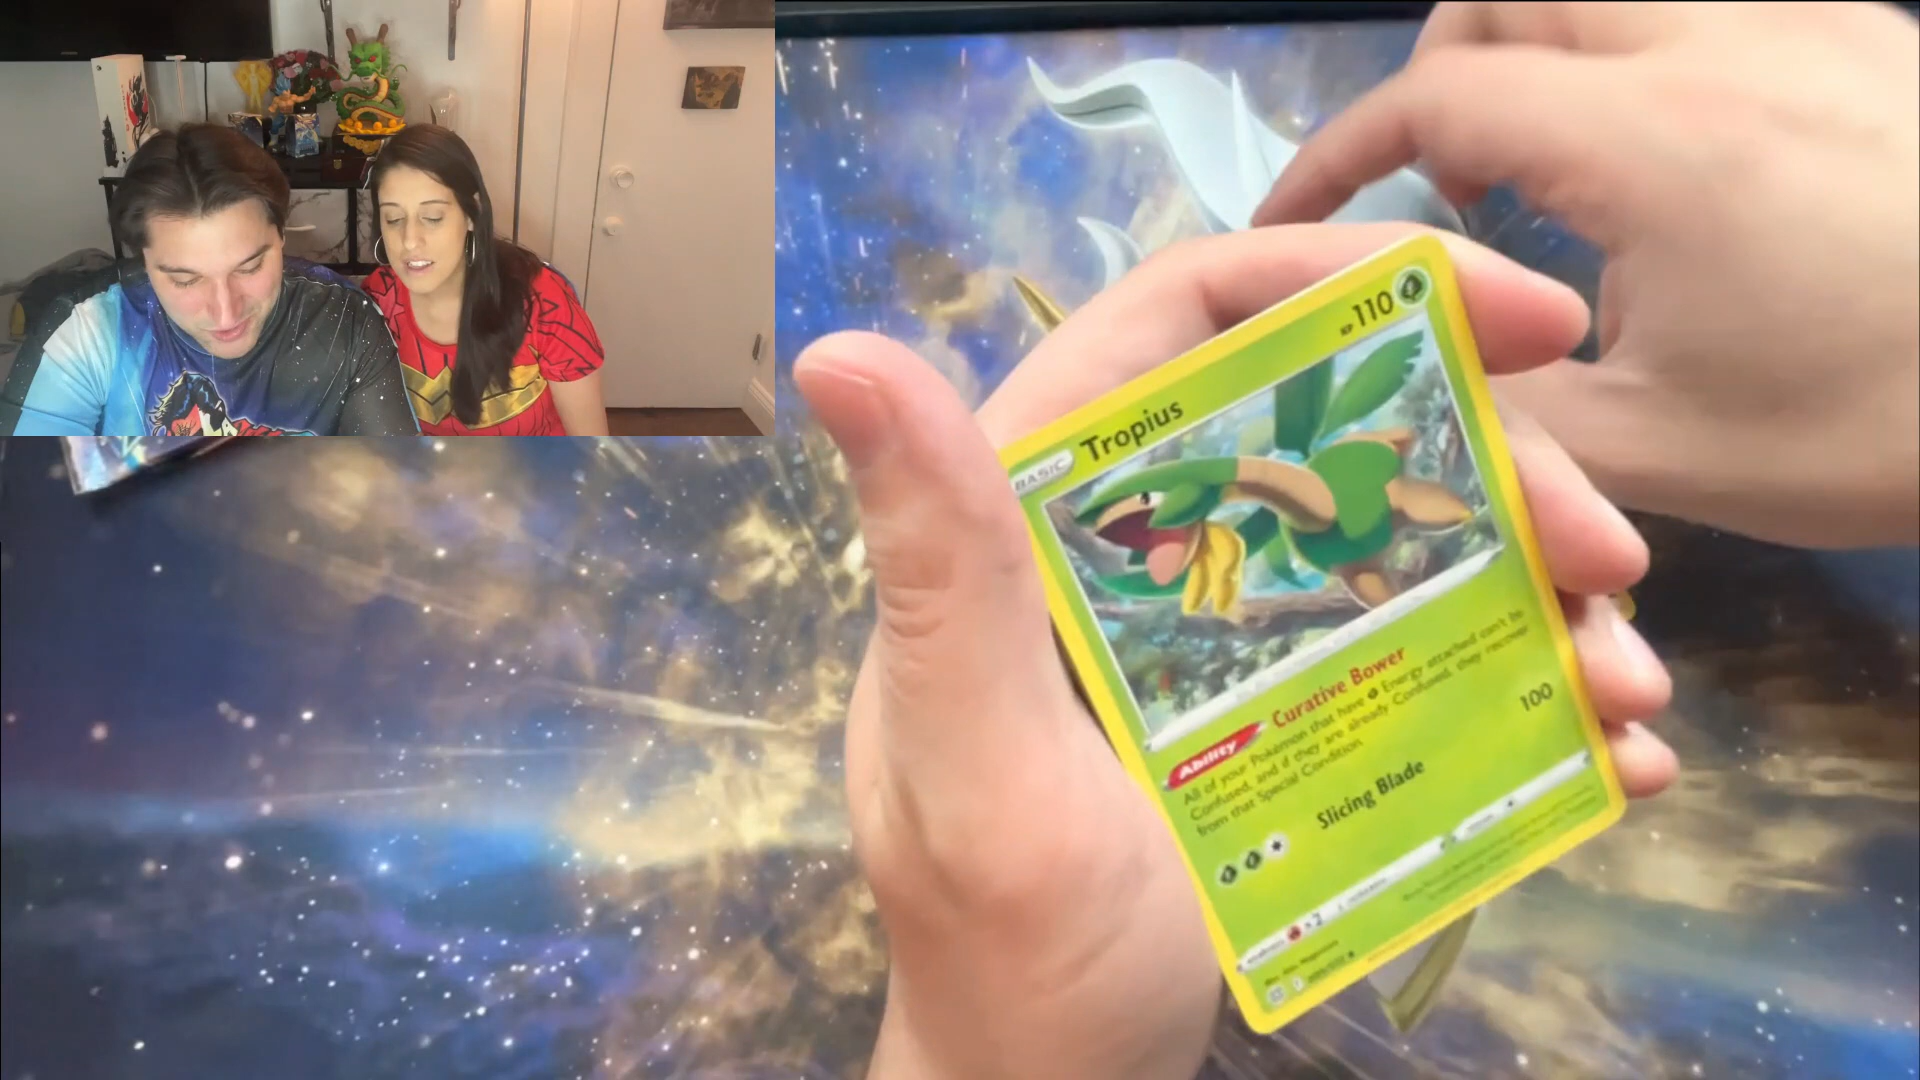 BASIC
Tropius
HP 110
Ability
Curative Bower
All of your Pokémon that have Energy attached can't be
Confused, and if they are already Confused, they recover
from that Special Condition.
Slicing Blade
100
×2